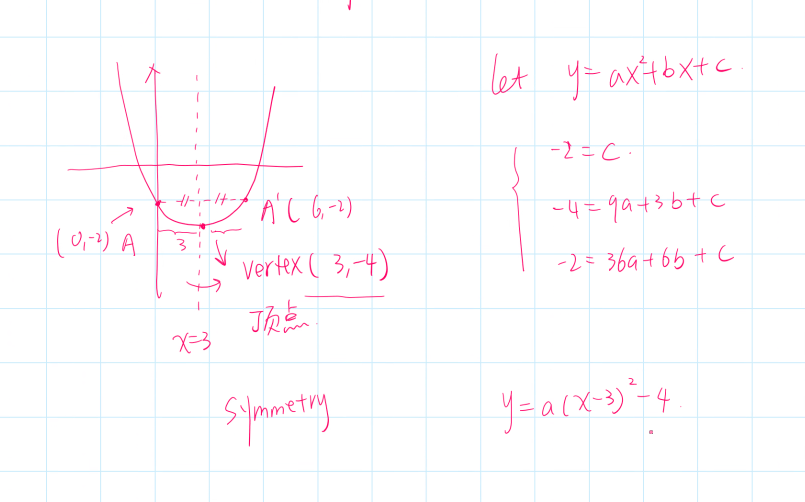 let y=ax²+bx+c.
-2=c.
-4=9a+3b+c
-2=36a+6b+c
A'(6,-2)
(0,-2) A
3
vertex(3,-4)
顶点.
x=3
Symmetry
y=a(x-3)²-4.